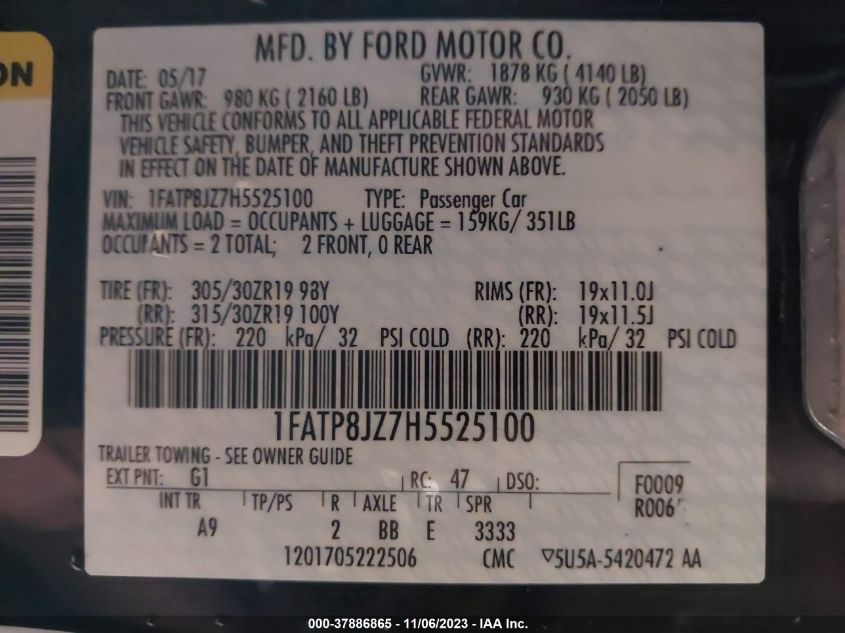 ON
MFD. BY FORD MOTOR CO.
DATE: 05/17 GVWR: 1878 KG ( 4140 LB)
FRONT GAWR: 980 KG ( 2160 LB) REAR GAWR: 930 KG ( 2050 LB)
THIS VEHICLE CONFORMS TO ALL APPLICABLE FEDERAL MOTOR
VEHICLE SAFETY, BUMPER, AND THEFT PREVENTION STANDARDS
IN EFFECT ON THE DATE OF MANUFACTURE SHOWN ABOVE.
VIN: 1FATP8JZ7H5525100 TYPE: Passenger Car
MAXIMUM LOAD = OCCUPANTS + LUGGAGE = 159KG/ 351LB
OCCUPANTS = 2 TOTAL; 2 FRONT, 0 REAR
TIRE (FR): 305/30ZR19 98Y RIMS (FR): 19x11.0J
(RR): 315/30ZR19 100Y (RR): 19x11.5J
PRESSURE (FR): 220 kPa/ 32 PSI COLD (RR): 220 kPa/ 32 PSI COLD
1FATP8JZ7H5525100
TRAILER TOWING - SEE OWNER GUIDE
EXT PNT: G1 RC: 47 DSO: F0009
INT TR TP/PS R AXLE TR SPR R006
A9 2 BB E 3333
1201705222506 CMC ▽5U5A-5420472 AA
000-37886865 - 11/06/2023 - IAA Inc.